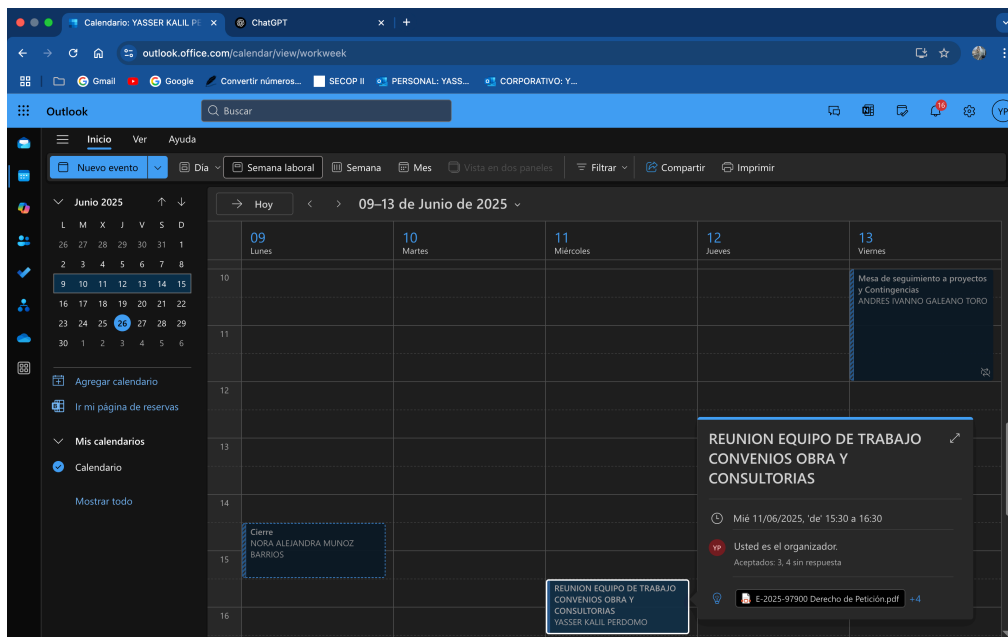 Calendario: YASSER KALIL PE
ChatGPT
outlook.office.com/calendar/view/workweek
Gmail
Google
Convertir números...
SECOP II
PERSONAL: YASS...
CORPORATIVO: Y...
Outlook
Buscar
16
YP
Inicio Ver Ayuda
Nuevo evento
Día
Semana laboral
Semana
Mes
Vista en dos paneles
Filtrar
Compartir
Imprimir
Junio 2025
L M X J V S D
26 27 28 29 30 31 1
2 3 4 5 6 7 8
9 10 11 12 13 14 15
16 17 18 19 20 21 22
23 24 25 26 27 28 29
30 1 2 3 4 5 6
Agregar calendario
Ir mi página de reservas
Mis calendarios
Calendario
Mostrar todo
Hoy
09–13 de Junio de 2025
09
Lunes
10
Martes
11
Miércoles
12
Jueves
13
Viernes
10
11
12
13
14
15
16
Mesa de seguimiento a proyectos
y Contingencias
ANDRES IVANNO GALEANO TORO
Cierre
NORA ALEJANDRA MUNOZ
BARRIOS
REUNION EQUIPO DE TRABAJO
CONVENIOS OBRA Y
CONSULTORIAS
YASSER KALIL PERDOMO
REUNION EQUIPO DE TRABAJO
CONVENIOS OBRA Y
CONSULTORIAS
Mié 11/06/2025, 'de' 15:30 a 16:30
YP
Usted es el organizador.
Aceptados: 3, 4 sin respuesta
E-2025-97900 Derecho de Petición.pdf
+4